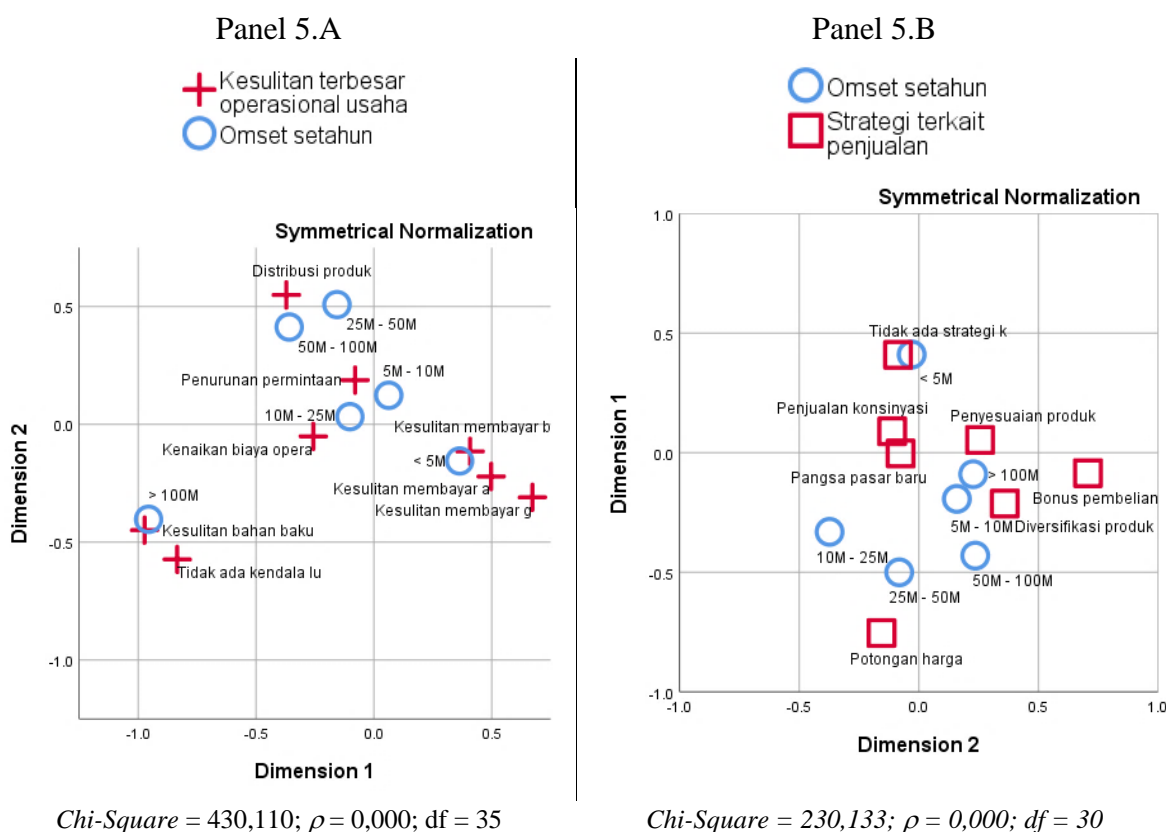 Panel 5.A
Kesulitan terbesar
operasional usaha
Omset setahun
Symmetrical Normalization
Distribusi produk
25M - 50M
50M - 100M
Penurunan permintaan
5M - 10M
10M - 25M
Kesulitan membayar b
Kenaikan biaya opera
< 5M
Kesulitan membayar a
Kesulitan membayar g
> 100M
Kesulitan bahan baku
Tidak ada kendala lu
0.5
0.0
-0.5
-1.0
Dimension 2
-1.0
-0.5
0.0
0.5
Dimension 1
Chi-Square = 430,110; ρ = 0,000; df = 35
Panel 5.B
Omset setahun
Strategi terkait
penjualan
Symmetrical Normalization
Tidak ada strategi k
< 5M
Penjualan konsinyasi
Penyesuaian produk
Pangsa pasar baru
> 100M
Bonus pembelian
5M - 10M
Diversifikasi produk
10M - 25M
50M - 100M
25M - 50M
Potongan harga
1.0
0.5
0.0
-0.5
-1.0
Dimension 1
-1.0
-0.5
0.0
0.5
1.0
Dimension 2
Chi-Square = 230,133; ρ = 0,000; df = 30